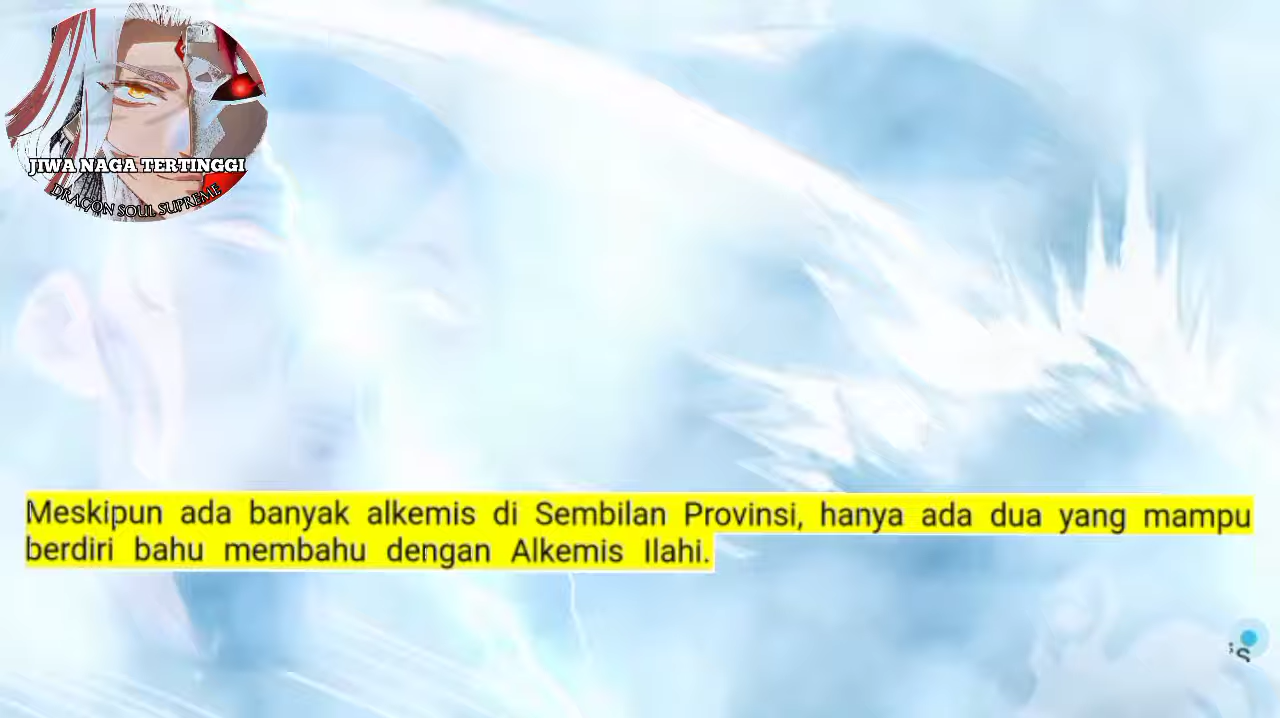 JIWA NAGA TERTINGGI
DRAGON SOUL SUPREME
Meskipun ada banyak alkemis di Sembilan Provinsi, hanya ada dua yang mampu
berdiri bahu membahu dengan Alkemis Ilahi.